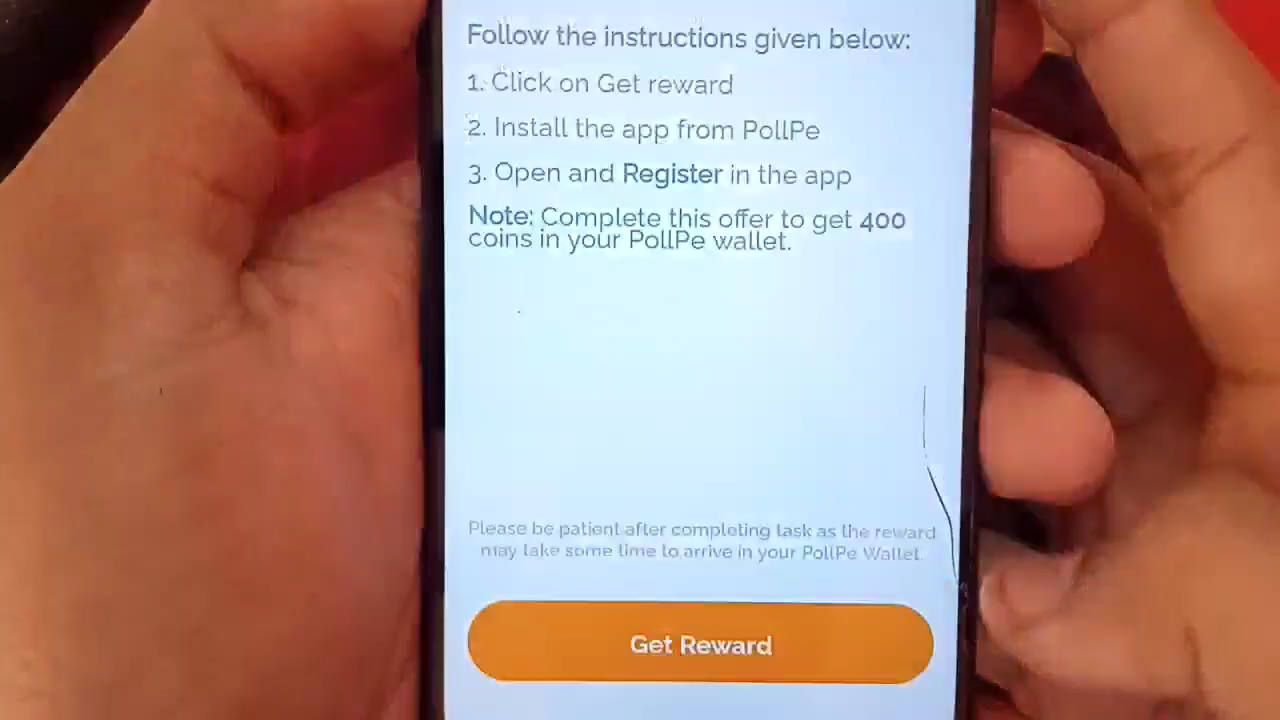 Follow the instructions given below:
1. Click on Get reward
2. Install the app from PollPe
3. Open and Register in the app
Note: Complete this offer to get 400
coins in your PollPe wallet.
Please be patient after completing task as the reward
may take some time to arrive in your PollPe Wallet.
Get Reward